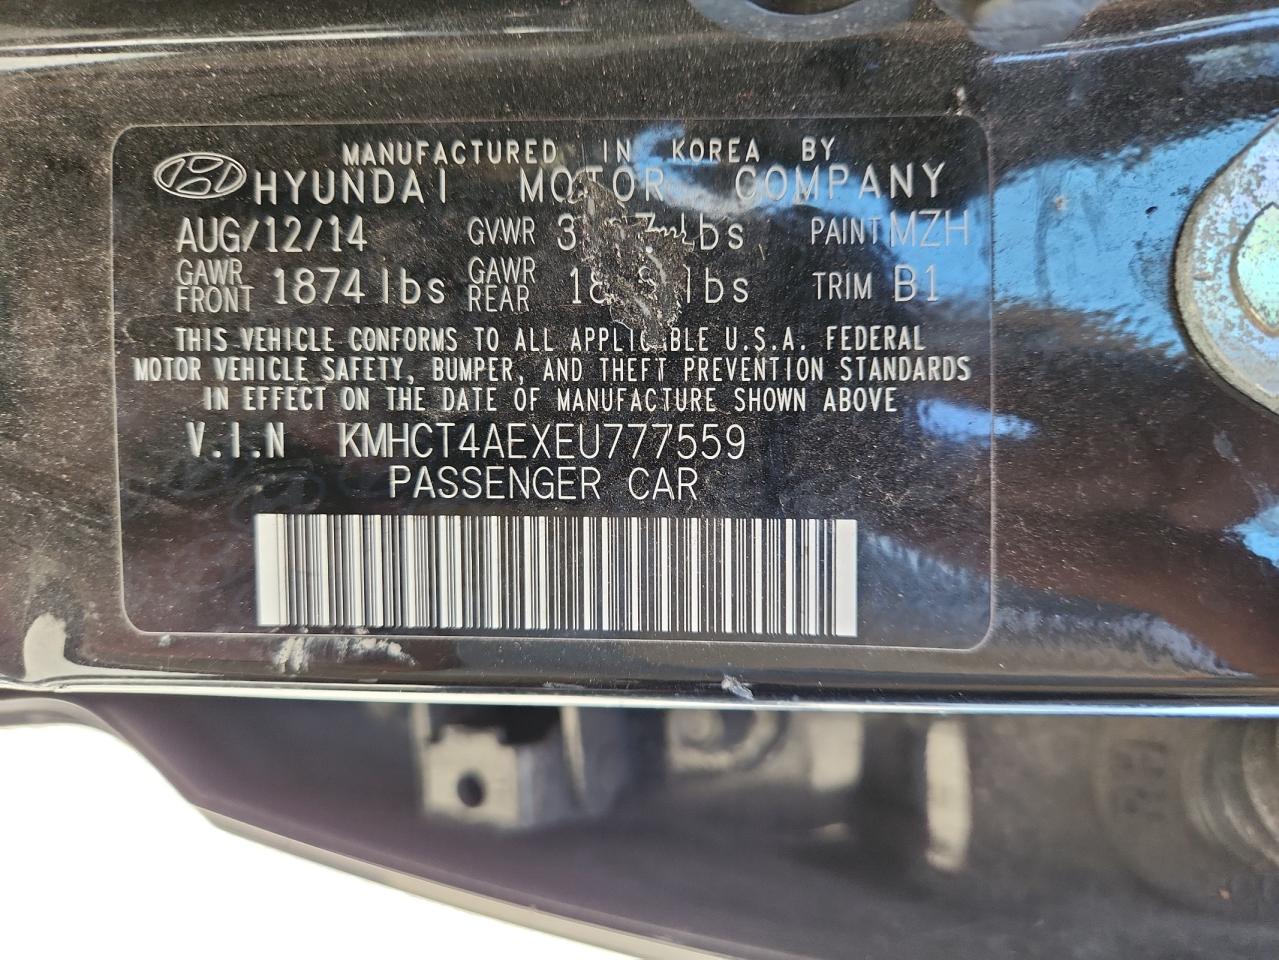 MANUFACTURED IN KOREA BY
HYUNDAI MOTOR COMPANY
AUG/12/14 GVWR lbs PAINT MZH
GAWR FRONT 1874 lbs GAWR REAR lbs TRIM B1
THIS VEHICLE CONFORMS TO ALL APPLICABLE U.S.A. FEDERAL
MOTOR VEHICLE SAFETY, BUMPER, AND THEFT PREVENTION STANDARDS
IN EFFECT ON THE DATE OF MANUFACTURE SHOWN ABOVE
V.I.N KMHCT4AEXEU777559
PASSENGER CAR